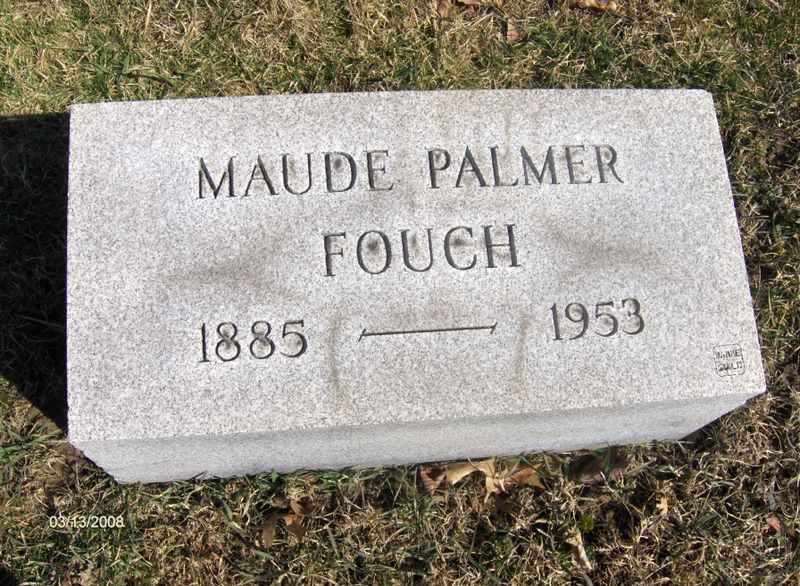 MAUDE PALMER
FOUCH
1885 — 1953
03/13/2008